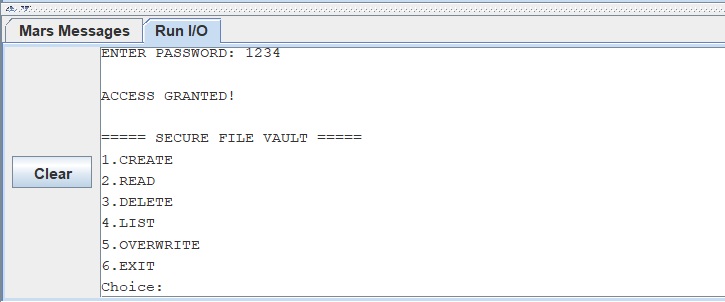 Mars Messages Run I/O
ENTER PASSWORD: 1234
ACCESS GRANTED!
===== SECURE FILE VAULT =====
1.CREATE
2.READ
Clear
3.DELETE
4.LIST
5.OVERWRITE
6.EXIT
Choice: